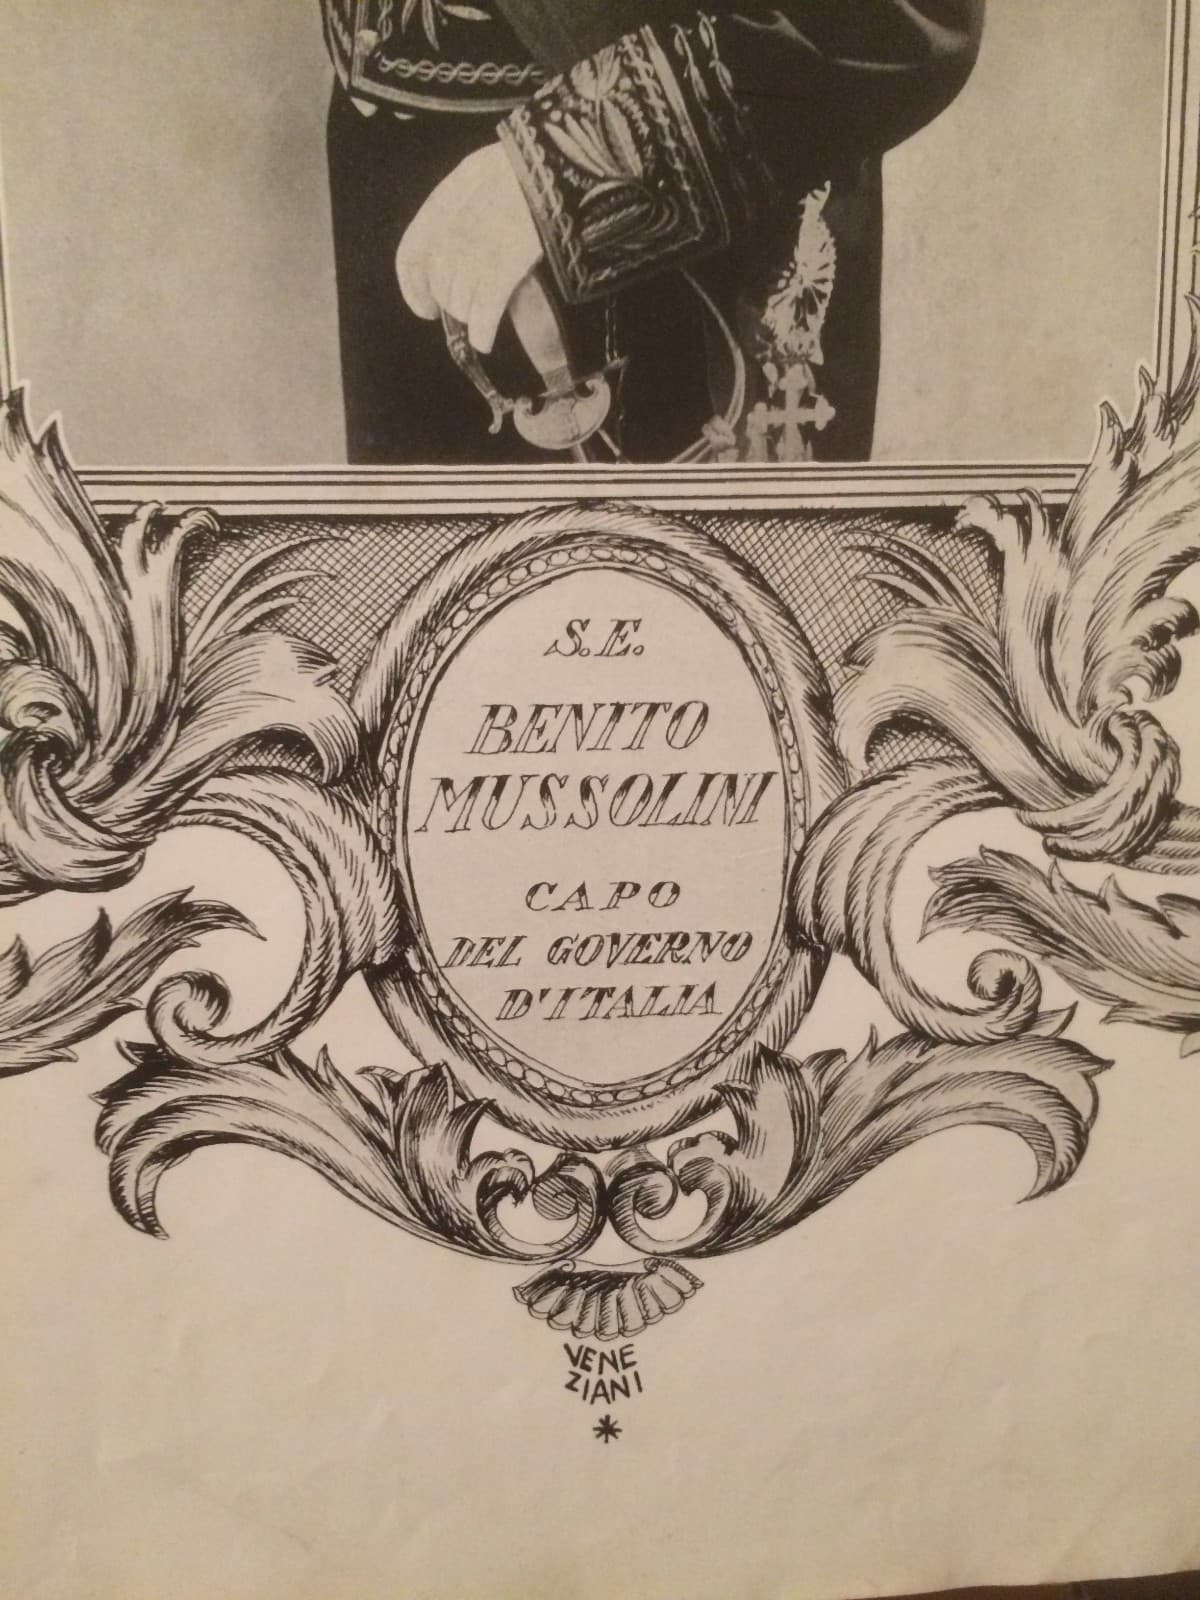 S.E.
BENITO
MUSSOLINI
CAPO
DEL GOVERNO
D'ITALIA
VENE
ZIANI